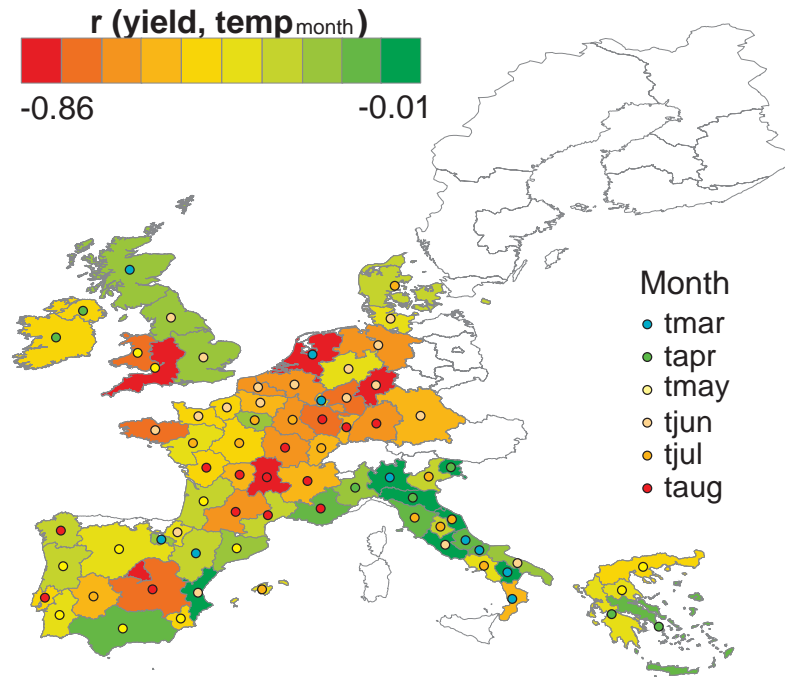 r (yield, temp month)
-0.86 -0.01
Month
tmar
tapr
tmay
tjun
tjul
taug